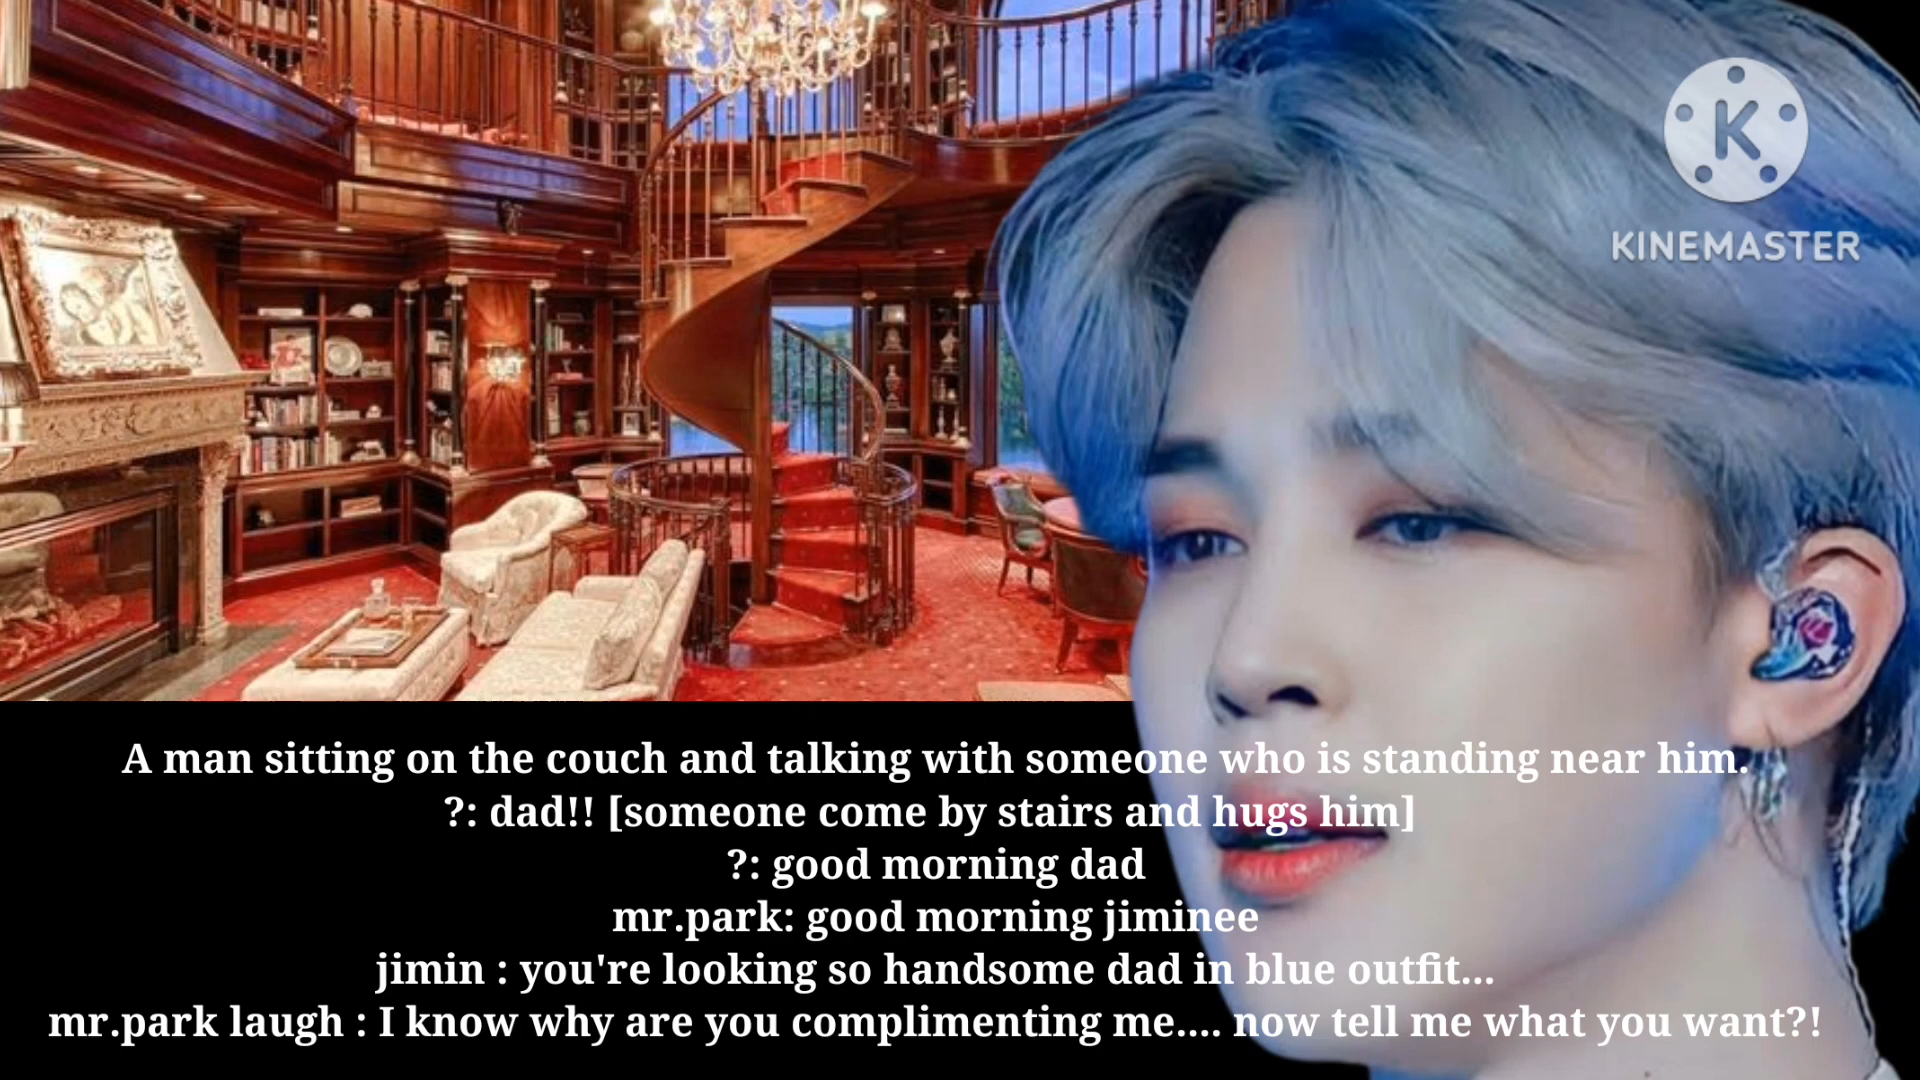 K
KINEMASTER
A man sitting on the couch and talking with someone who is standing near him.
?: dad!! [someone come by stairs and hugs him]
?: good morning dad
mr.park: good morning jiminee
jimin : you're looking so handsome dad in blue outfit...
mr.park laugh : I know why are you complimenting me.... now tell me what you want?!